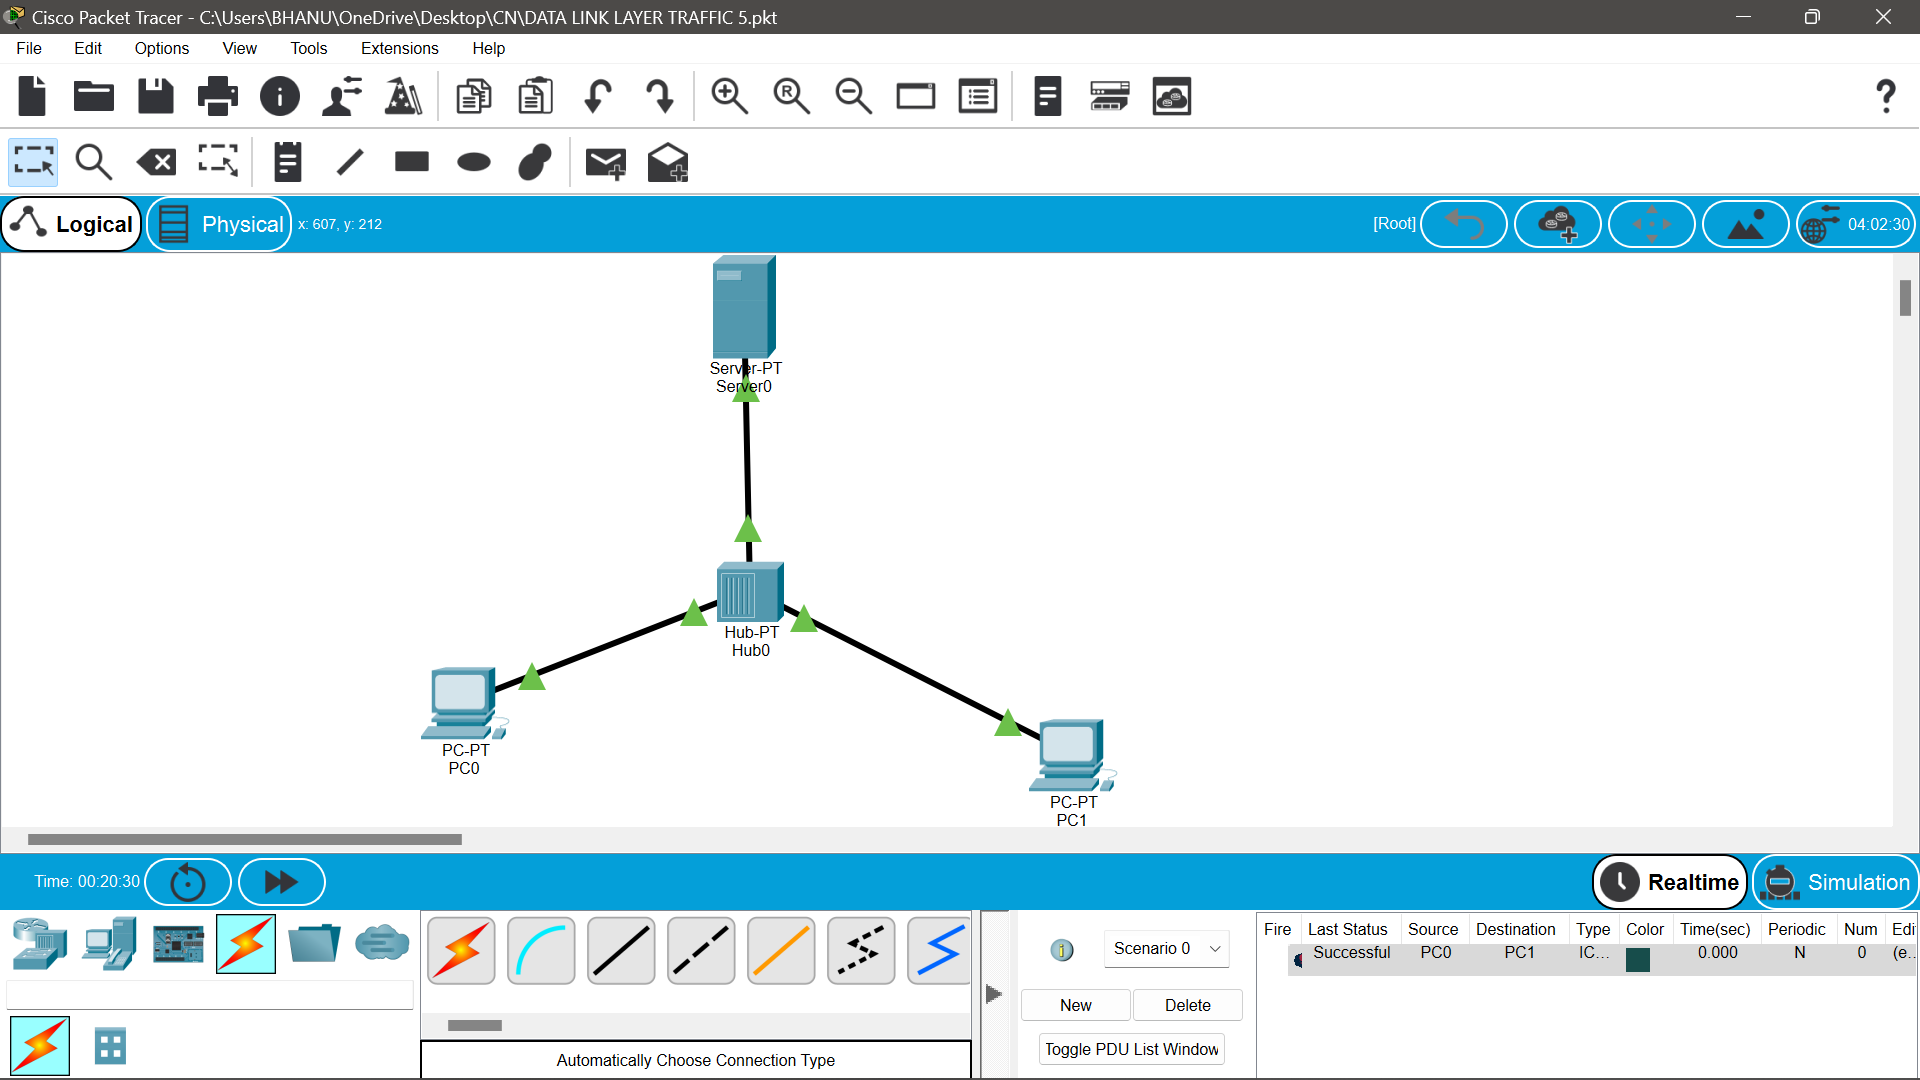 Cisco Packet Tracer - C:\Users\BHANU\OneDrive\Desktop\CN\DATA LINK LAYER TRAFFIC 5.pkt
File Edit Options View Tools Extensions Help
Logical Physical x: 607, y: 212 [Root] 04:02:30
Server-PT
Server0
Hub-PT
Hub0
PC-PT
PC0
PC-PT
PC1
Time: 00:20:30 Realtime Simulation
Scenario 0
New Delete
Toggle PDU List Window
Automatically Choose Connection Type
Fire Last Status Source Destination Type Color Time(sec) Periodic Num Edi
Successful PC0 PC1 IC... 0.000 N 0 (e...